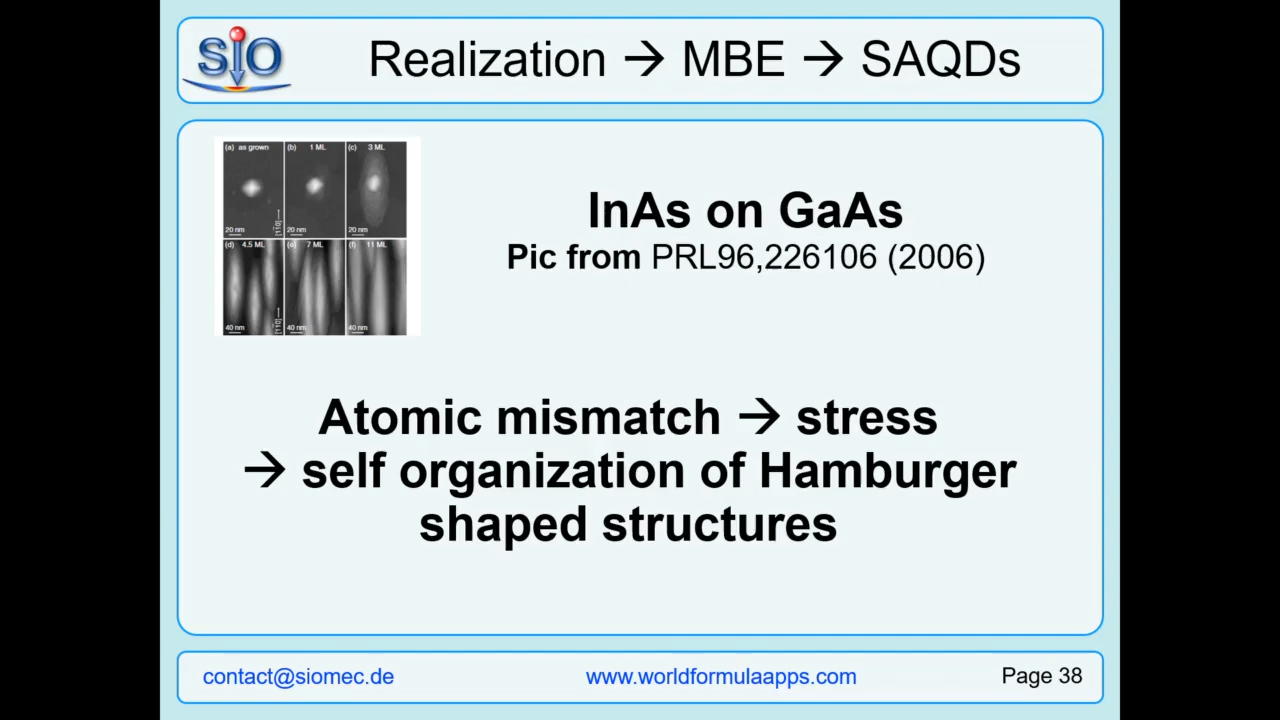 SIO
Realization → MBE → SAQDs
(a) as grown
(b) 1 ML
(c) 3 ML
20 nm
20 nm
20 nm
(d) 4.5 ML
(e) 7 ML
(f) 11 ML
40 nm
40 nm
40 nm
InAs on GaAs
Pic from PRL96,226106 (2006)
Atomic mismatch → stress
→ self organization of Hamburger
shaped structures
contact@siomec.de
www.worldformulaapps.com
Page 38